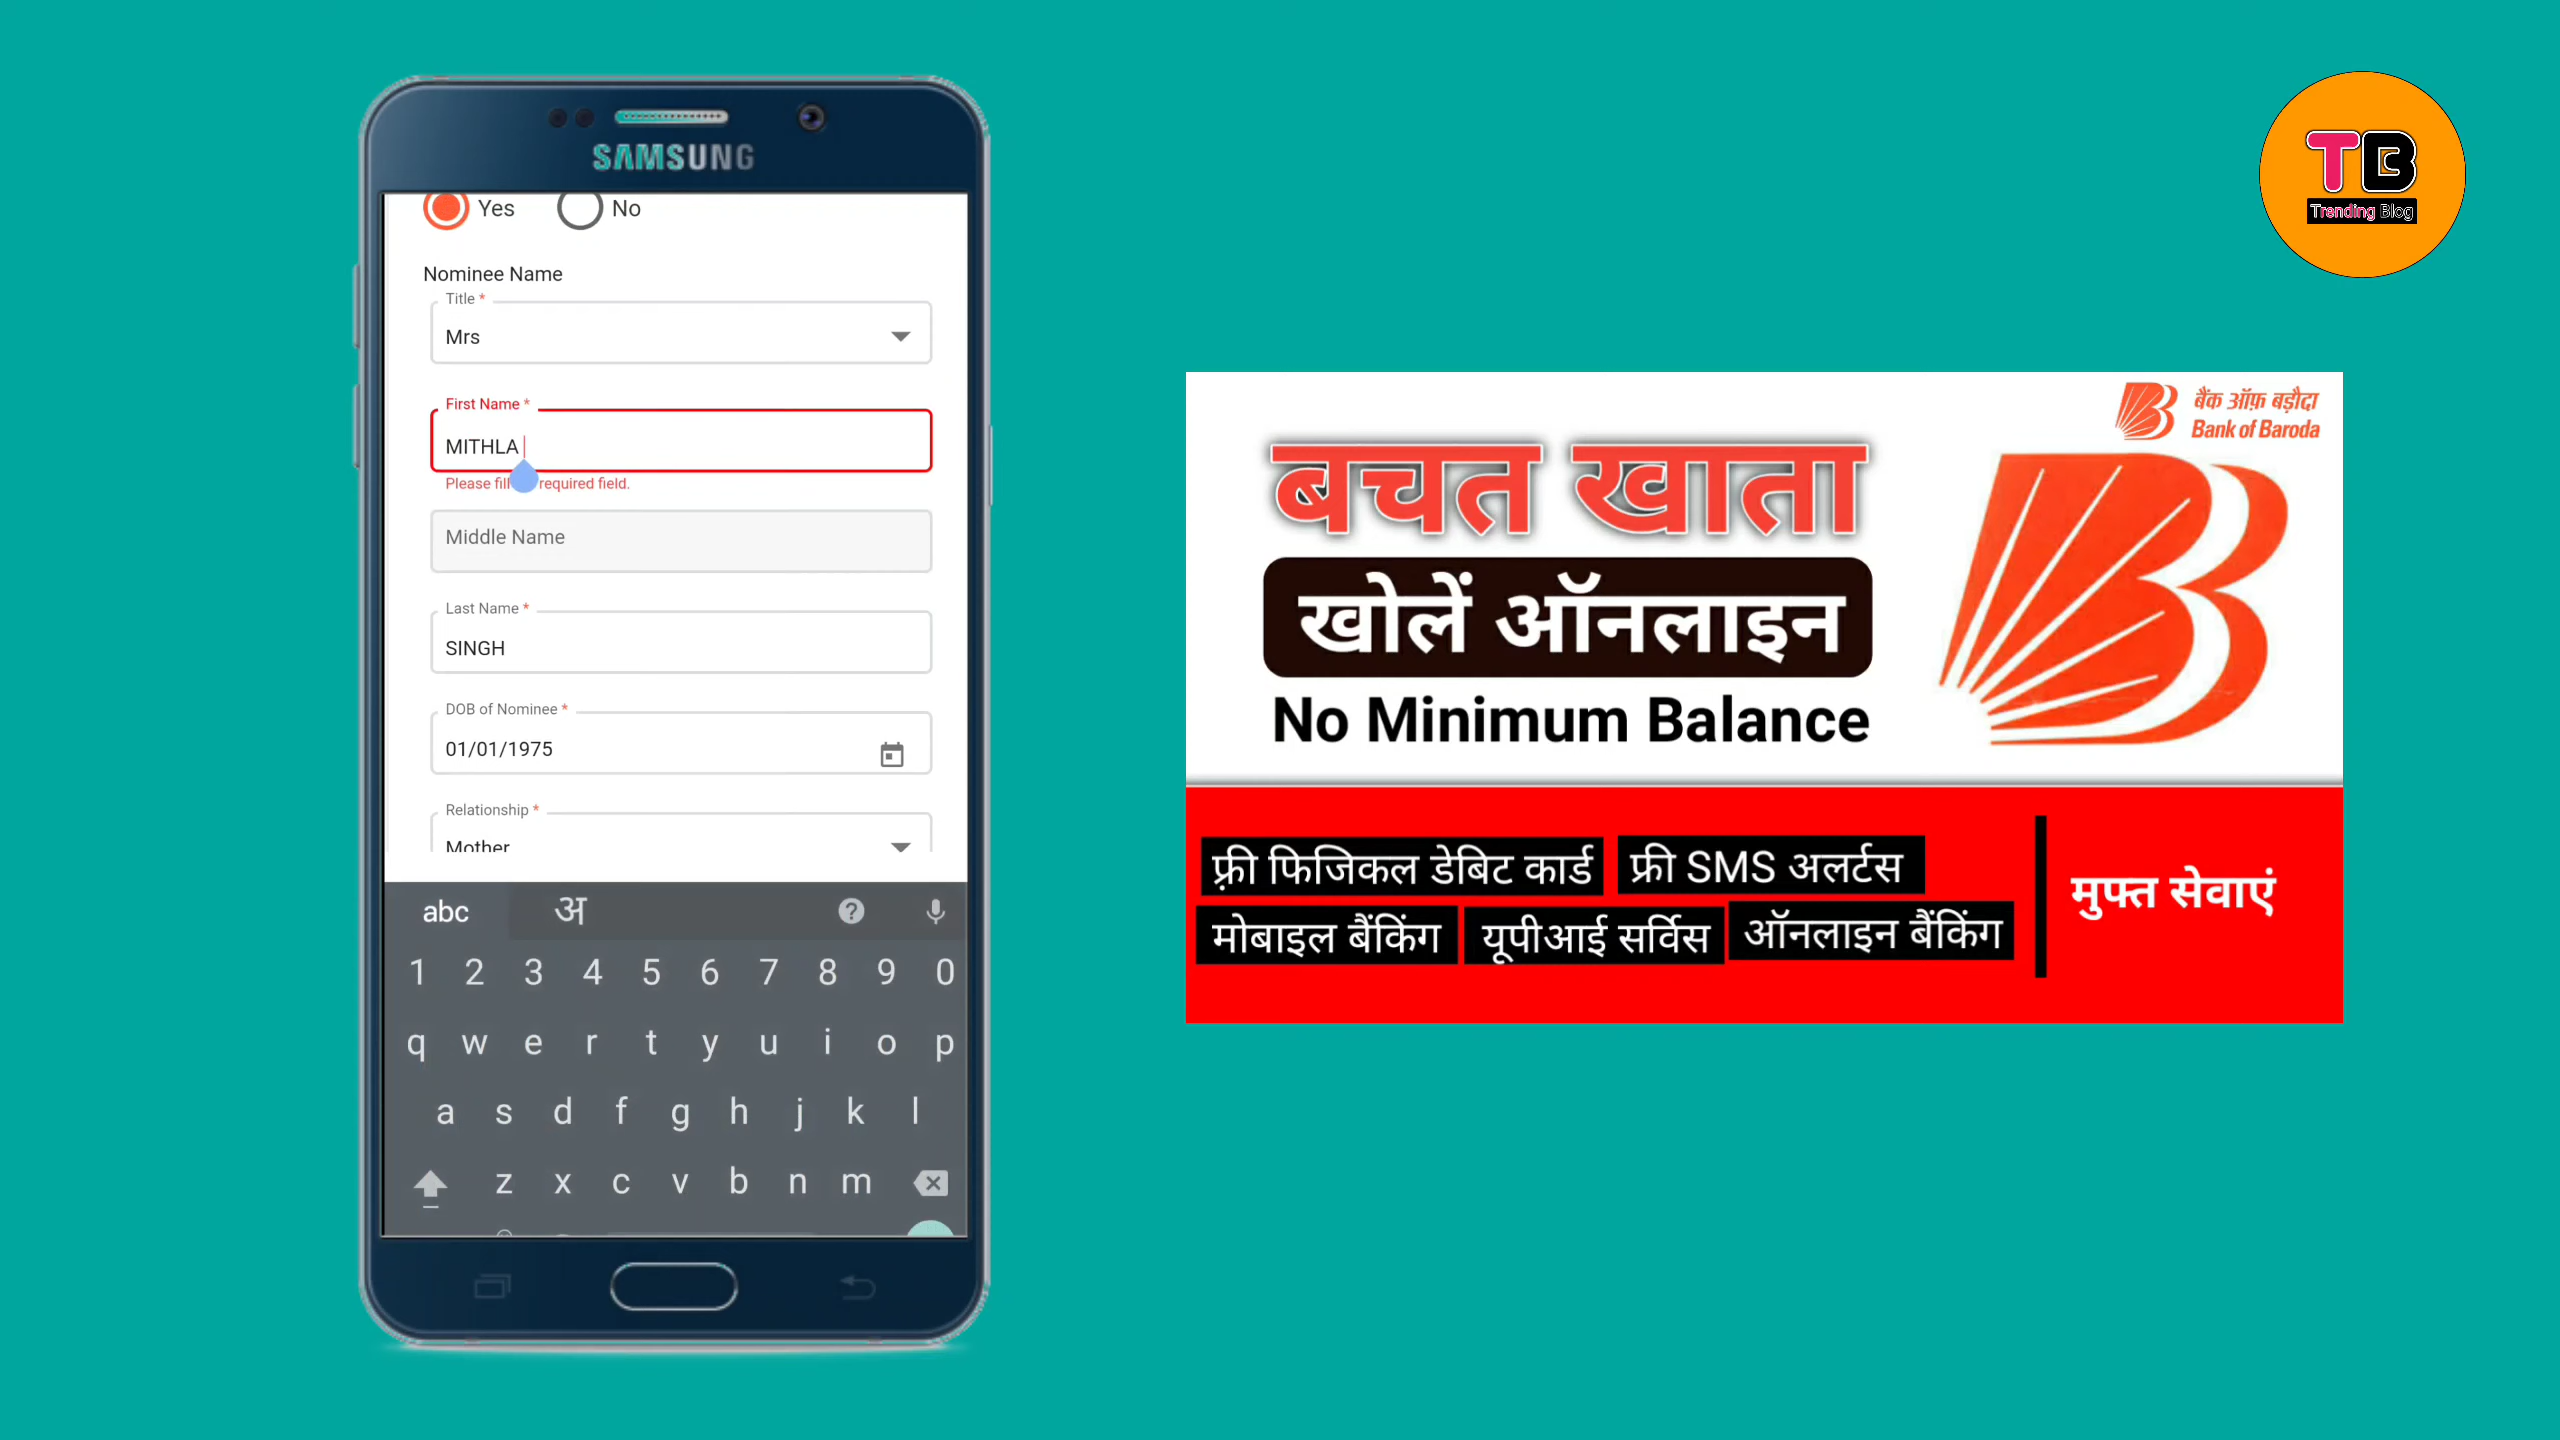 SAMSUNG
Yes No
Nominee Name
Title *
Mrs
First Name *
MITHLA
Please fill required field.
Middle Name
Last Name *
SINGH
DOB of Nominee *
01/01/1975
Relationship *
Mother
abc अ
1 2 3 4 5 6 7 8 9 0
q w e r t y u i o p
a s d f g h j k l
z x c v b n m
TB
Trending Blog
बैंक ऑफ़ बड़ौदा
Bank of Baroda
बचत खाता
खोलें ऑनलाइन
No Minimum Balance
फ़्री फिजिकल डेबिट कार्ड फ्री SMS अलर्टस
मोबाइल बैंकिंग यूपीआई सर्विस ऑनलाइन बैंकिंग
मुफ्त सेवाएं